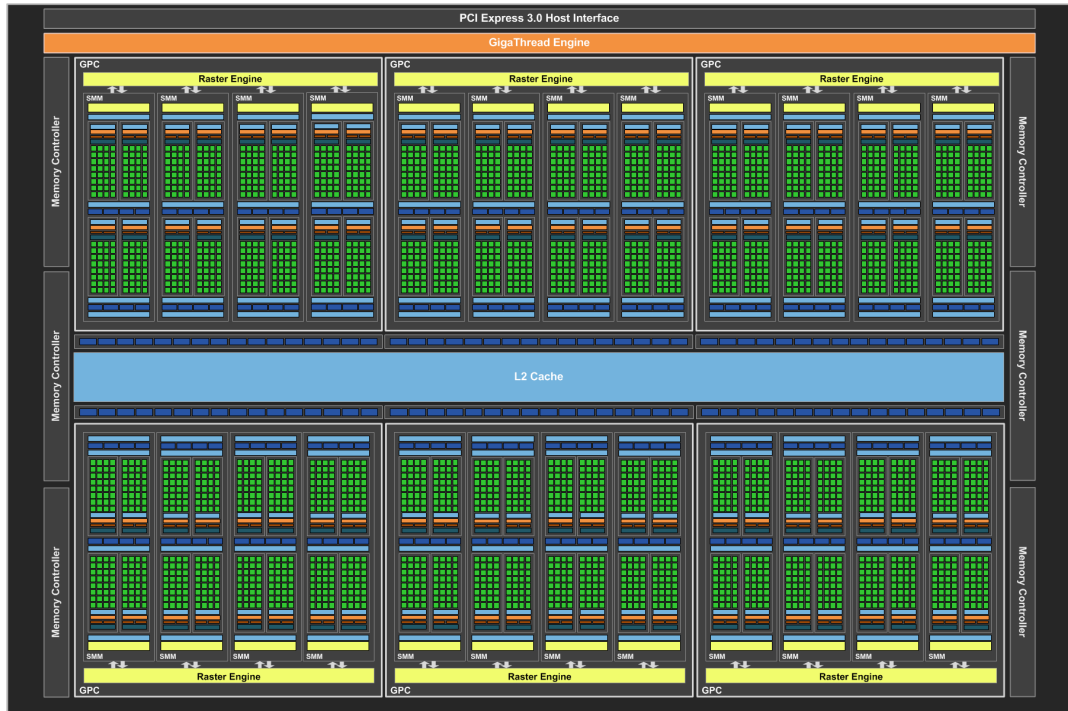 PCI Express 3.0 Host Interface
GigaThread Engine
GPC
GPC
GPC
Raster Engine
Raster Engine
Raster Engine
SMM
SMM
SMM
SMM
SMM
SMM
SMM
SMM
SMM
SMM
SMM
SMM
Memory Controller
Memory Controller
Memory Controller
L2 Cache
Memory Controller
Memory Controller
Memory Controller
SMM
SMM
SMM
SMM
SMM
SMM
SMM
SMM
SMM
SMM
SMM
SMM
Raster Engine
Raster Engine
Raster Engine
GPC
GPC
GPC